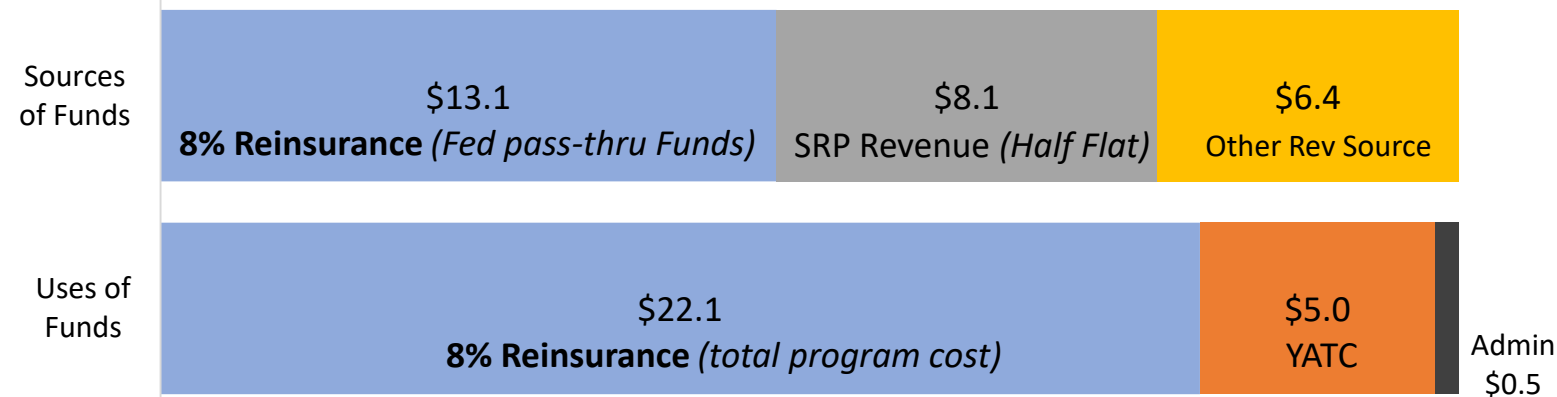 Sources
of Funds
$13.1
8% Reinsurance (Fed pass-thru Funds)
$8.1
SRP Revenue (Half Flat)
$6.4
Other Rev Source
Uses of
Funds
$22.1
8% Reinsurance (total program cost)
$5.0
YATC
Admin
$0.5